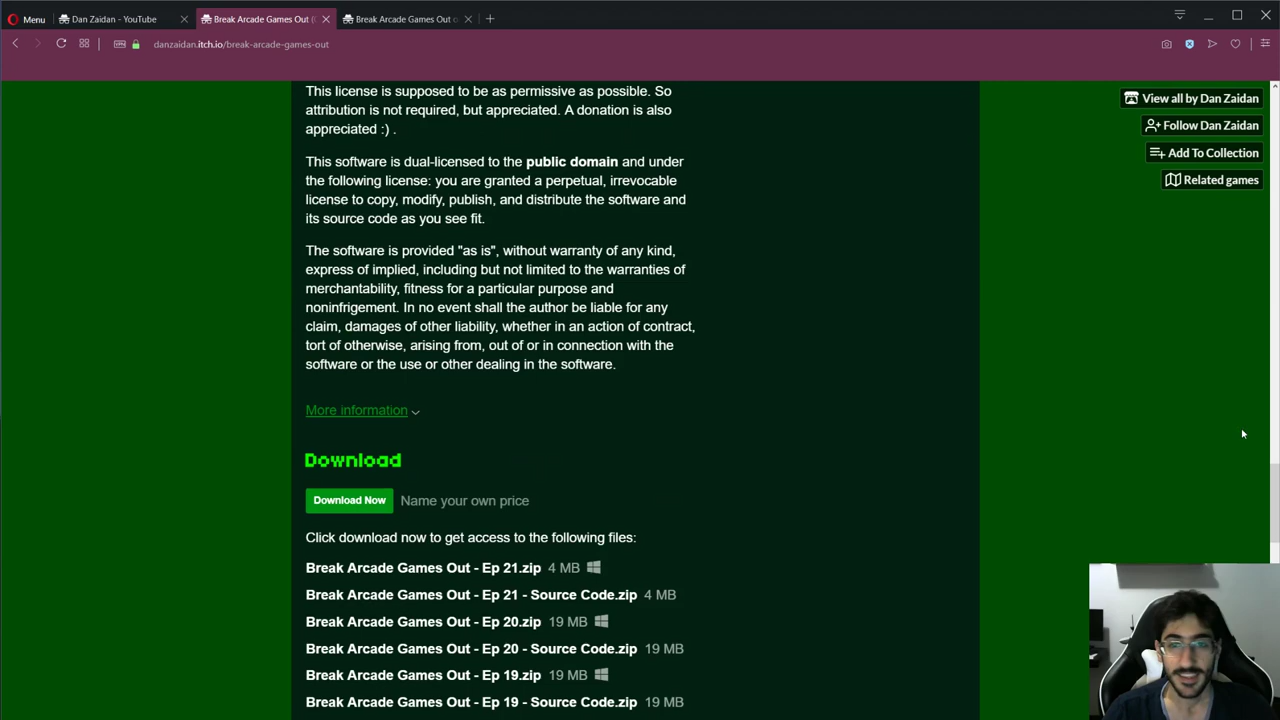 Menu
Dan Zaidan - YouTube
Break Arcade Games Out (
Break Arcade Games Out o
VPN
danzaidan.itch.io/break-arcade-games-out
View all by Dan Zaidan
Follow Dan Zaidan
Add To Collection
Related games
This license is supposed to be as permissive as possible. So
attribution is not required, but appreciated. A donation is also
appreciated :) .
This software is dual-licensed to the public domain and under
the following license: you are granted a perpetual, irrevocable
license to copy, modify, publish, and distribute the software and
its source code as you see fit.
The software is provided "as is", without warranty of any kind,
express of implied, including but not limited to the warranties of
merchantability, fitness for a particular purpose and
noninfrigement. In no event shall the author be liable for any
claim, damages of other liability, whether in an action of contract,
tort of otherwise, arising from, out of or in connection with the
software or the use or other dealing in the software.
More information
Download
Download Now Name your own price
Click download now to get access to the following files:
Break Arcade Games Out - Ep 21.zip 4 MB
Break Arcade Games Out - Ep 21 - Source Code.zip 4 MB
Break Arcade Games Out - Ep 20.zip 19 MB
Break Arcade Games Out - Ep 20 - Source Code.zip 19 MB
Break Arcade Games Out - Ep 19.zip 19 MB
Break Arcade Games Out - Ep 19 - Source Code.zip 19 MB